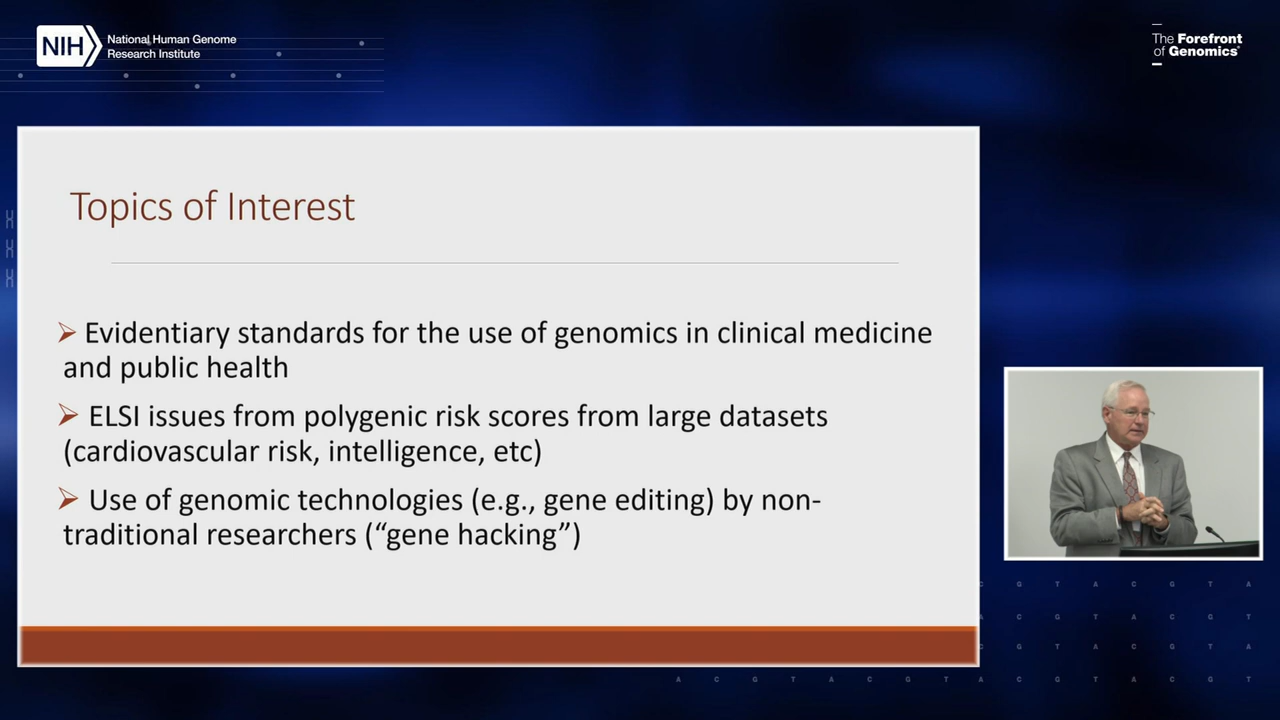 NIH
National Human Genome
Research Institute
The Forefront
of Genomics®
Topics of Interest
➢ Evidentiary standards for the use of genomics in clinical medicine
and public health
➢ ELSI issues from polygenic risk scores from large datasets
(cardiovascular risk, intelligence, etc)
➢ Use of genomic technologies (e.g., gene editing) by non-
traditional researchers (“gene hacking”)
C G T A C G T A
A C G T A C G T
C G T A C G T A
A C G T A C G T A C G T A C G T